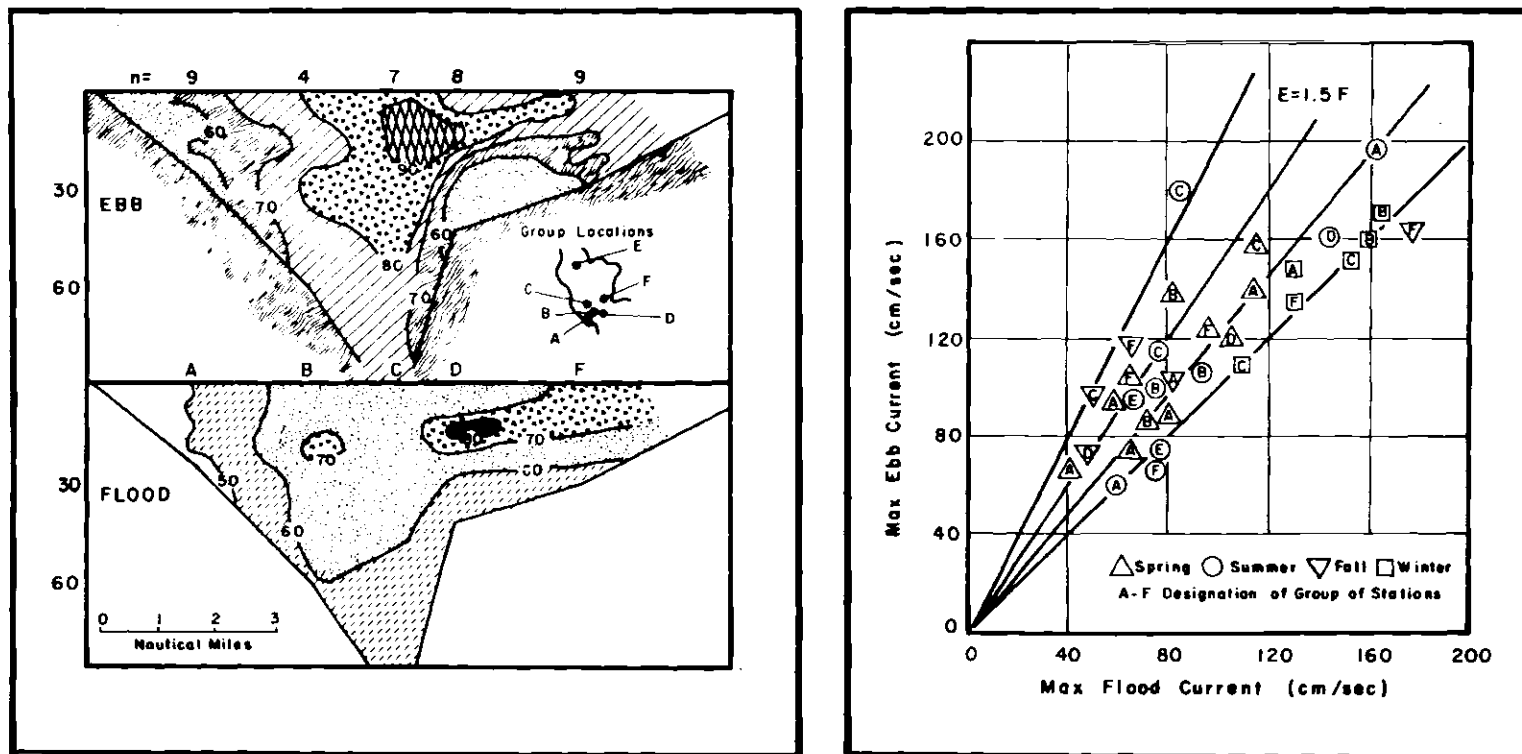 n= 9 4 7 8 9
60
90
70
30
EBB
60
80
70
60
Group Locations
E
C
F
B
D
A
A B C D F
50
70
70
60
60
30
FLOOD
60
0 1 2 3
Nautical Miles
E=1.5 F
200
160
120
80
40
0
Max Ebb Current (cm/sec)
A
C
D
B
F
C
B
F
A
C
B
A
F
D
F
C
B
F
C
A
B
F
B
E
C
A
A
B
D
A
E
F
A
A
Spring Summer Fall Winter
A-F Designation of Group of Stations
0 40 80 120 160 200
Max Flood Current (cm/sec)